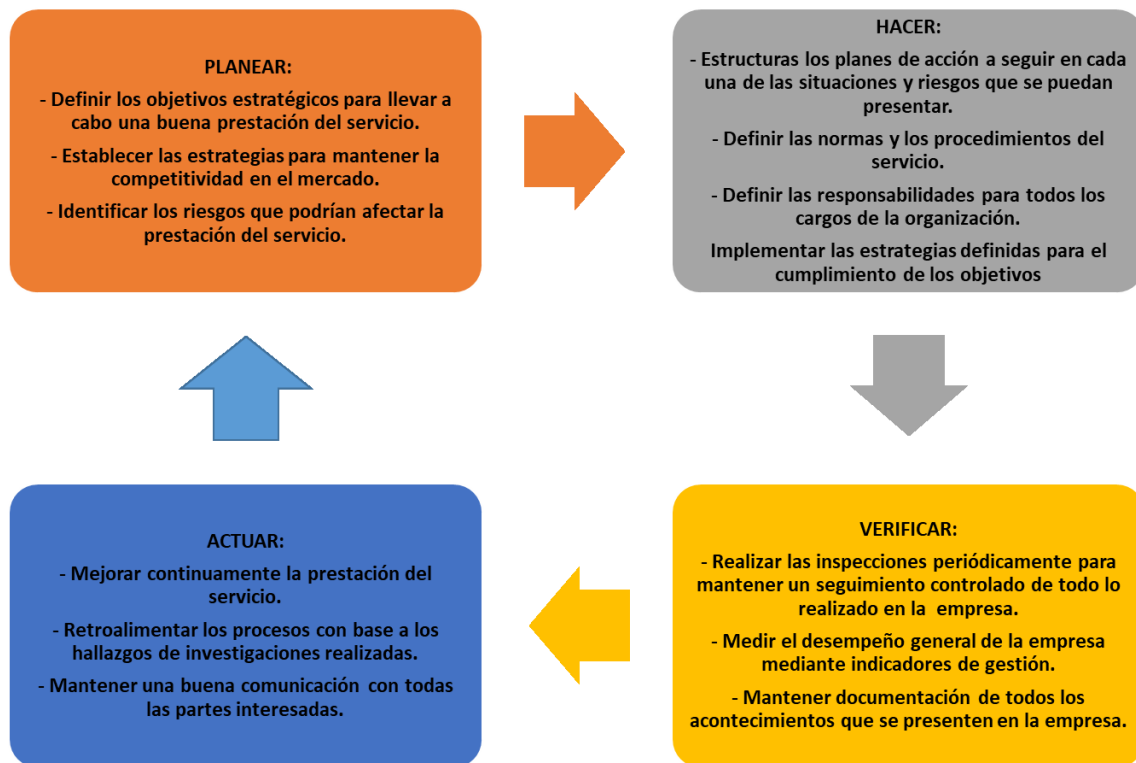 PLANEAR:
- Definir los objetivos estratégicos para llevar a
cabo una buena prestación del servicio.
- Establecer las estrategias para mantener la
competitividad en el mercado.
- Identificar los riesgos que podrían afectar la
prestación del servicio.
HACER:
- Estructuras los planes de acción a seguir en cada
una de las situaciones y riesgos que se puedan
presentar.
- Definir las normas y los procedimientos del
servicio.
- Definir las responsabilidades para todos los
cargos de la organización.
Implementar las estrategias definidas para el
cumplimiento de los objetivos
ACTUAR:
- Mejorar continuamente la prestación del
servicio.
- Retroalimentar los procesos con base a los
hallazgos de investigaciones realizadas.
- Mantener una buena comunicación con todas
las partes interesadas.
VERIFICAR:
- Realizar las inspecciones periódicamente para
mantener un seguimiento controlado de todo lo
realizado en la empresa.
- Medir el desempeño general de la empresa
mediante indicadores de gestión.
- Mantener documentación de todos los
acontecimientos que se presenten en la empresa.